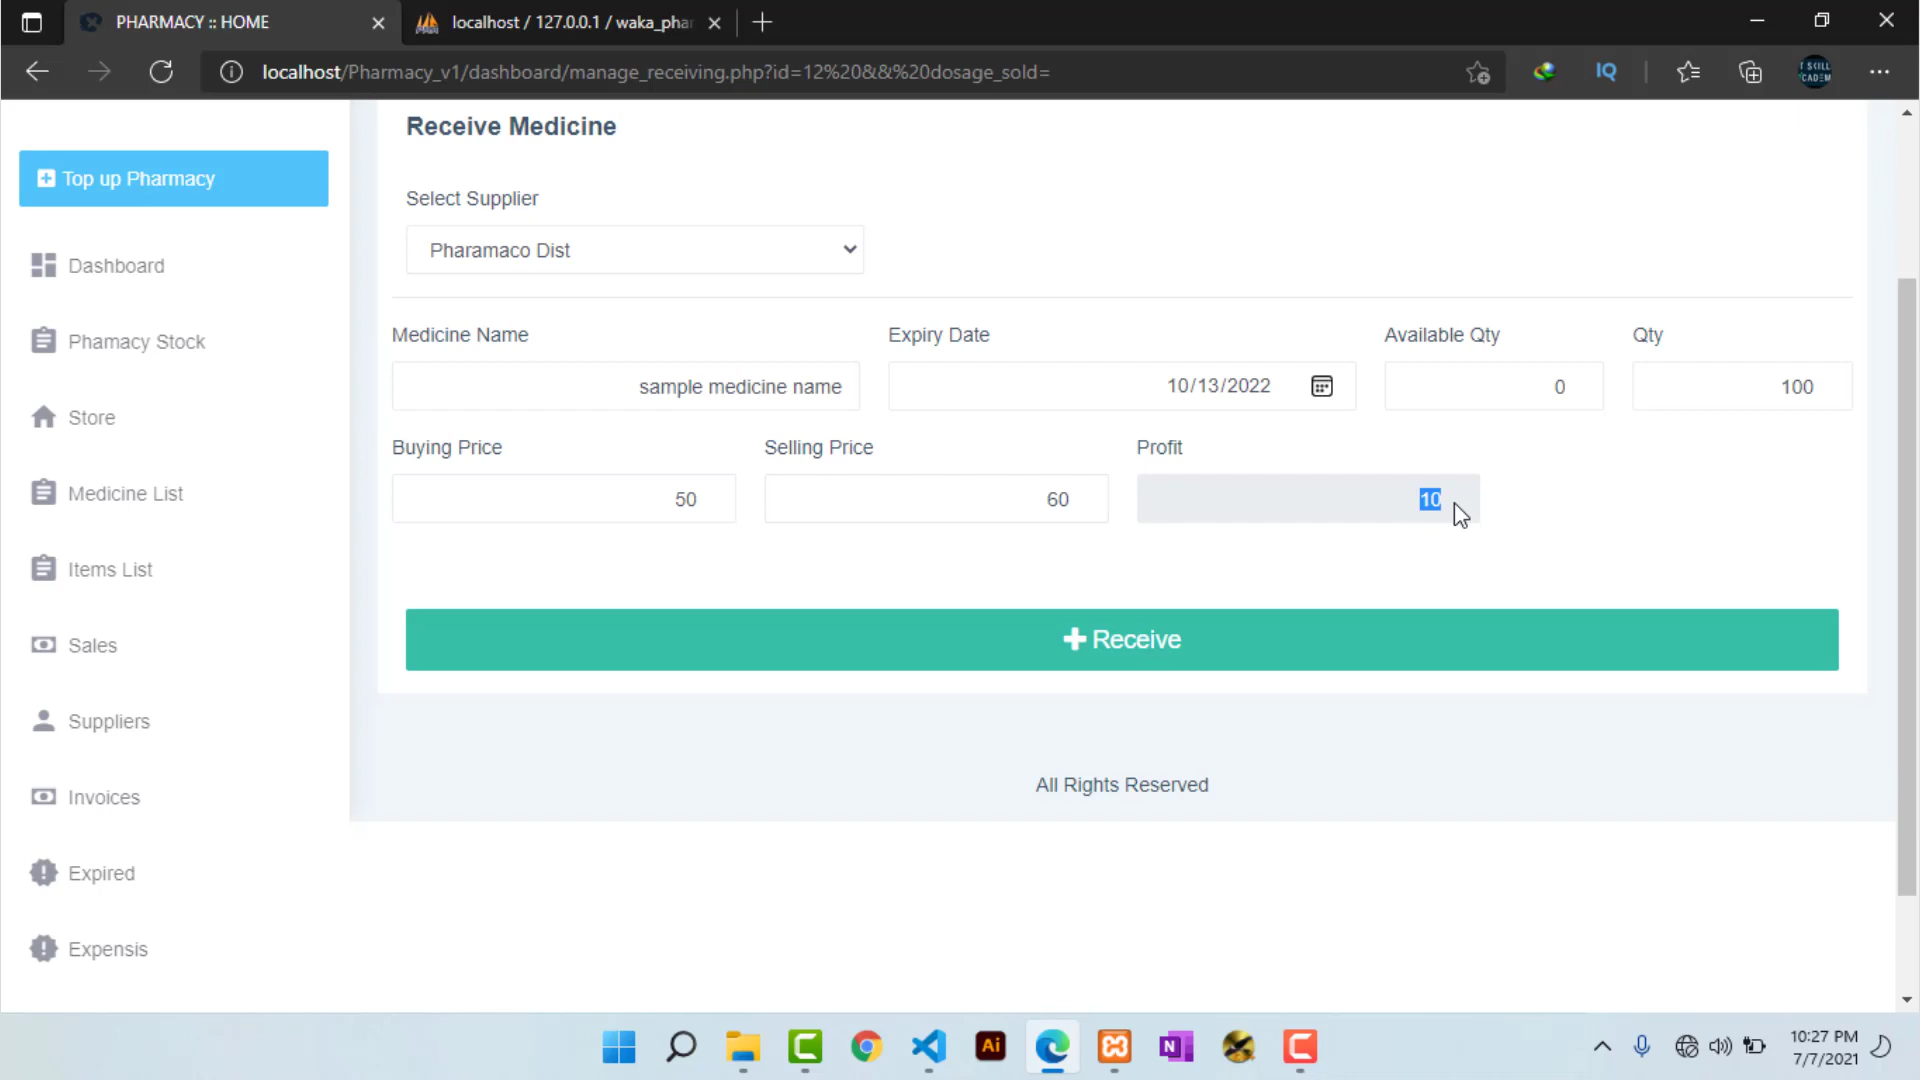 PHARMACY :: HOME
localhost / 127.0.0.1 / waka_phar
localhost/Pharmacy_v1/dashboard/manage_receiving.php?id=12%20&&%20dosage_sold=
IQ
Receive Medicine
Top up Pharmacy
Select Supplier
Pharamaco Dist
Dashboard
Phamacy Stock
Store
Medicine List
Items List
Sales
Suppliers
Invoices
Expired
Expensis
Medicine Name
Expiry Date
Available Qty
Qty
sample medicine name
10/13/2022
0
100
Buying Price
Selling Price
Profit
50
60
10
Receive
All Rights Reserved
Ai
N
10:27 PM
7/7/2021